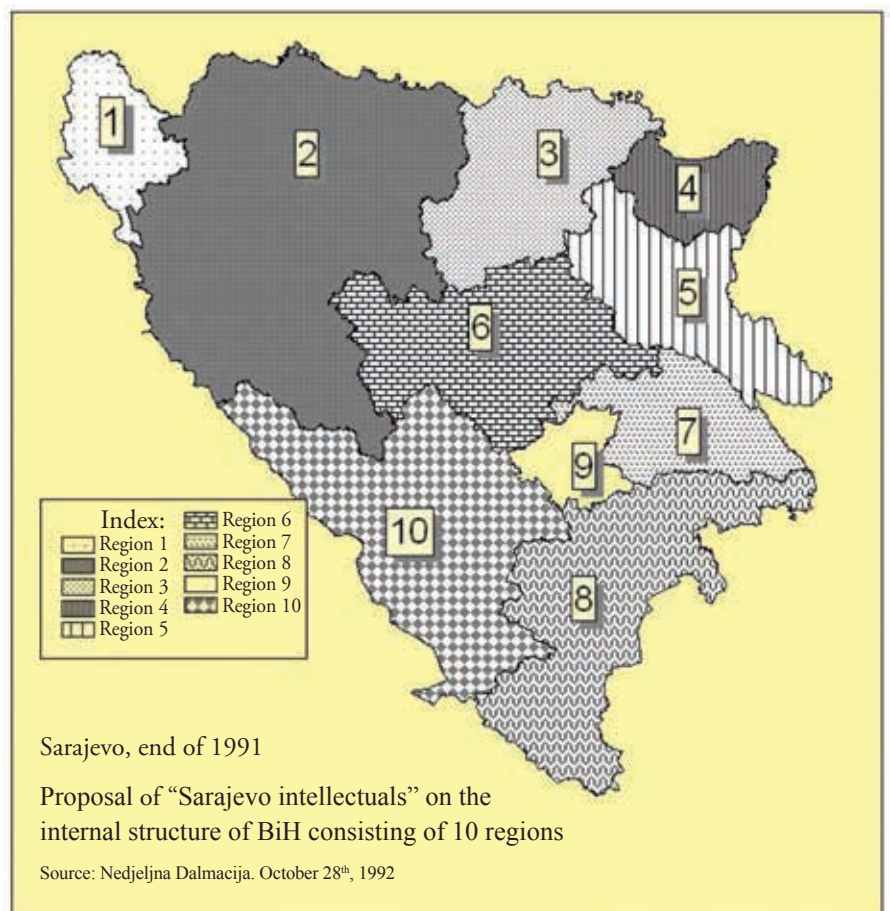 1
2
3
4
5
6
7
9
10
8
Index:
Region 1
Region 2
Region 3
Region 4
Region 5
Region 6
Region 7
Region 8
Region 9
Region 10
Sarajevo, end of 1991
Proposal of “Sarajevo intellectuals” on the
internal structure of BiH consisting of 10 regions
Source: Nedjeljna Dalmacija. October 28th, 1992